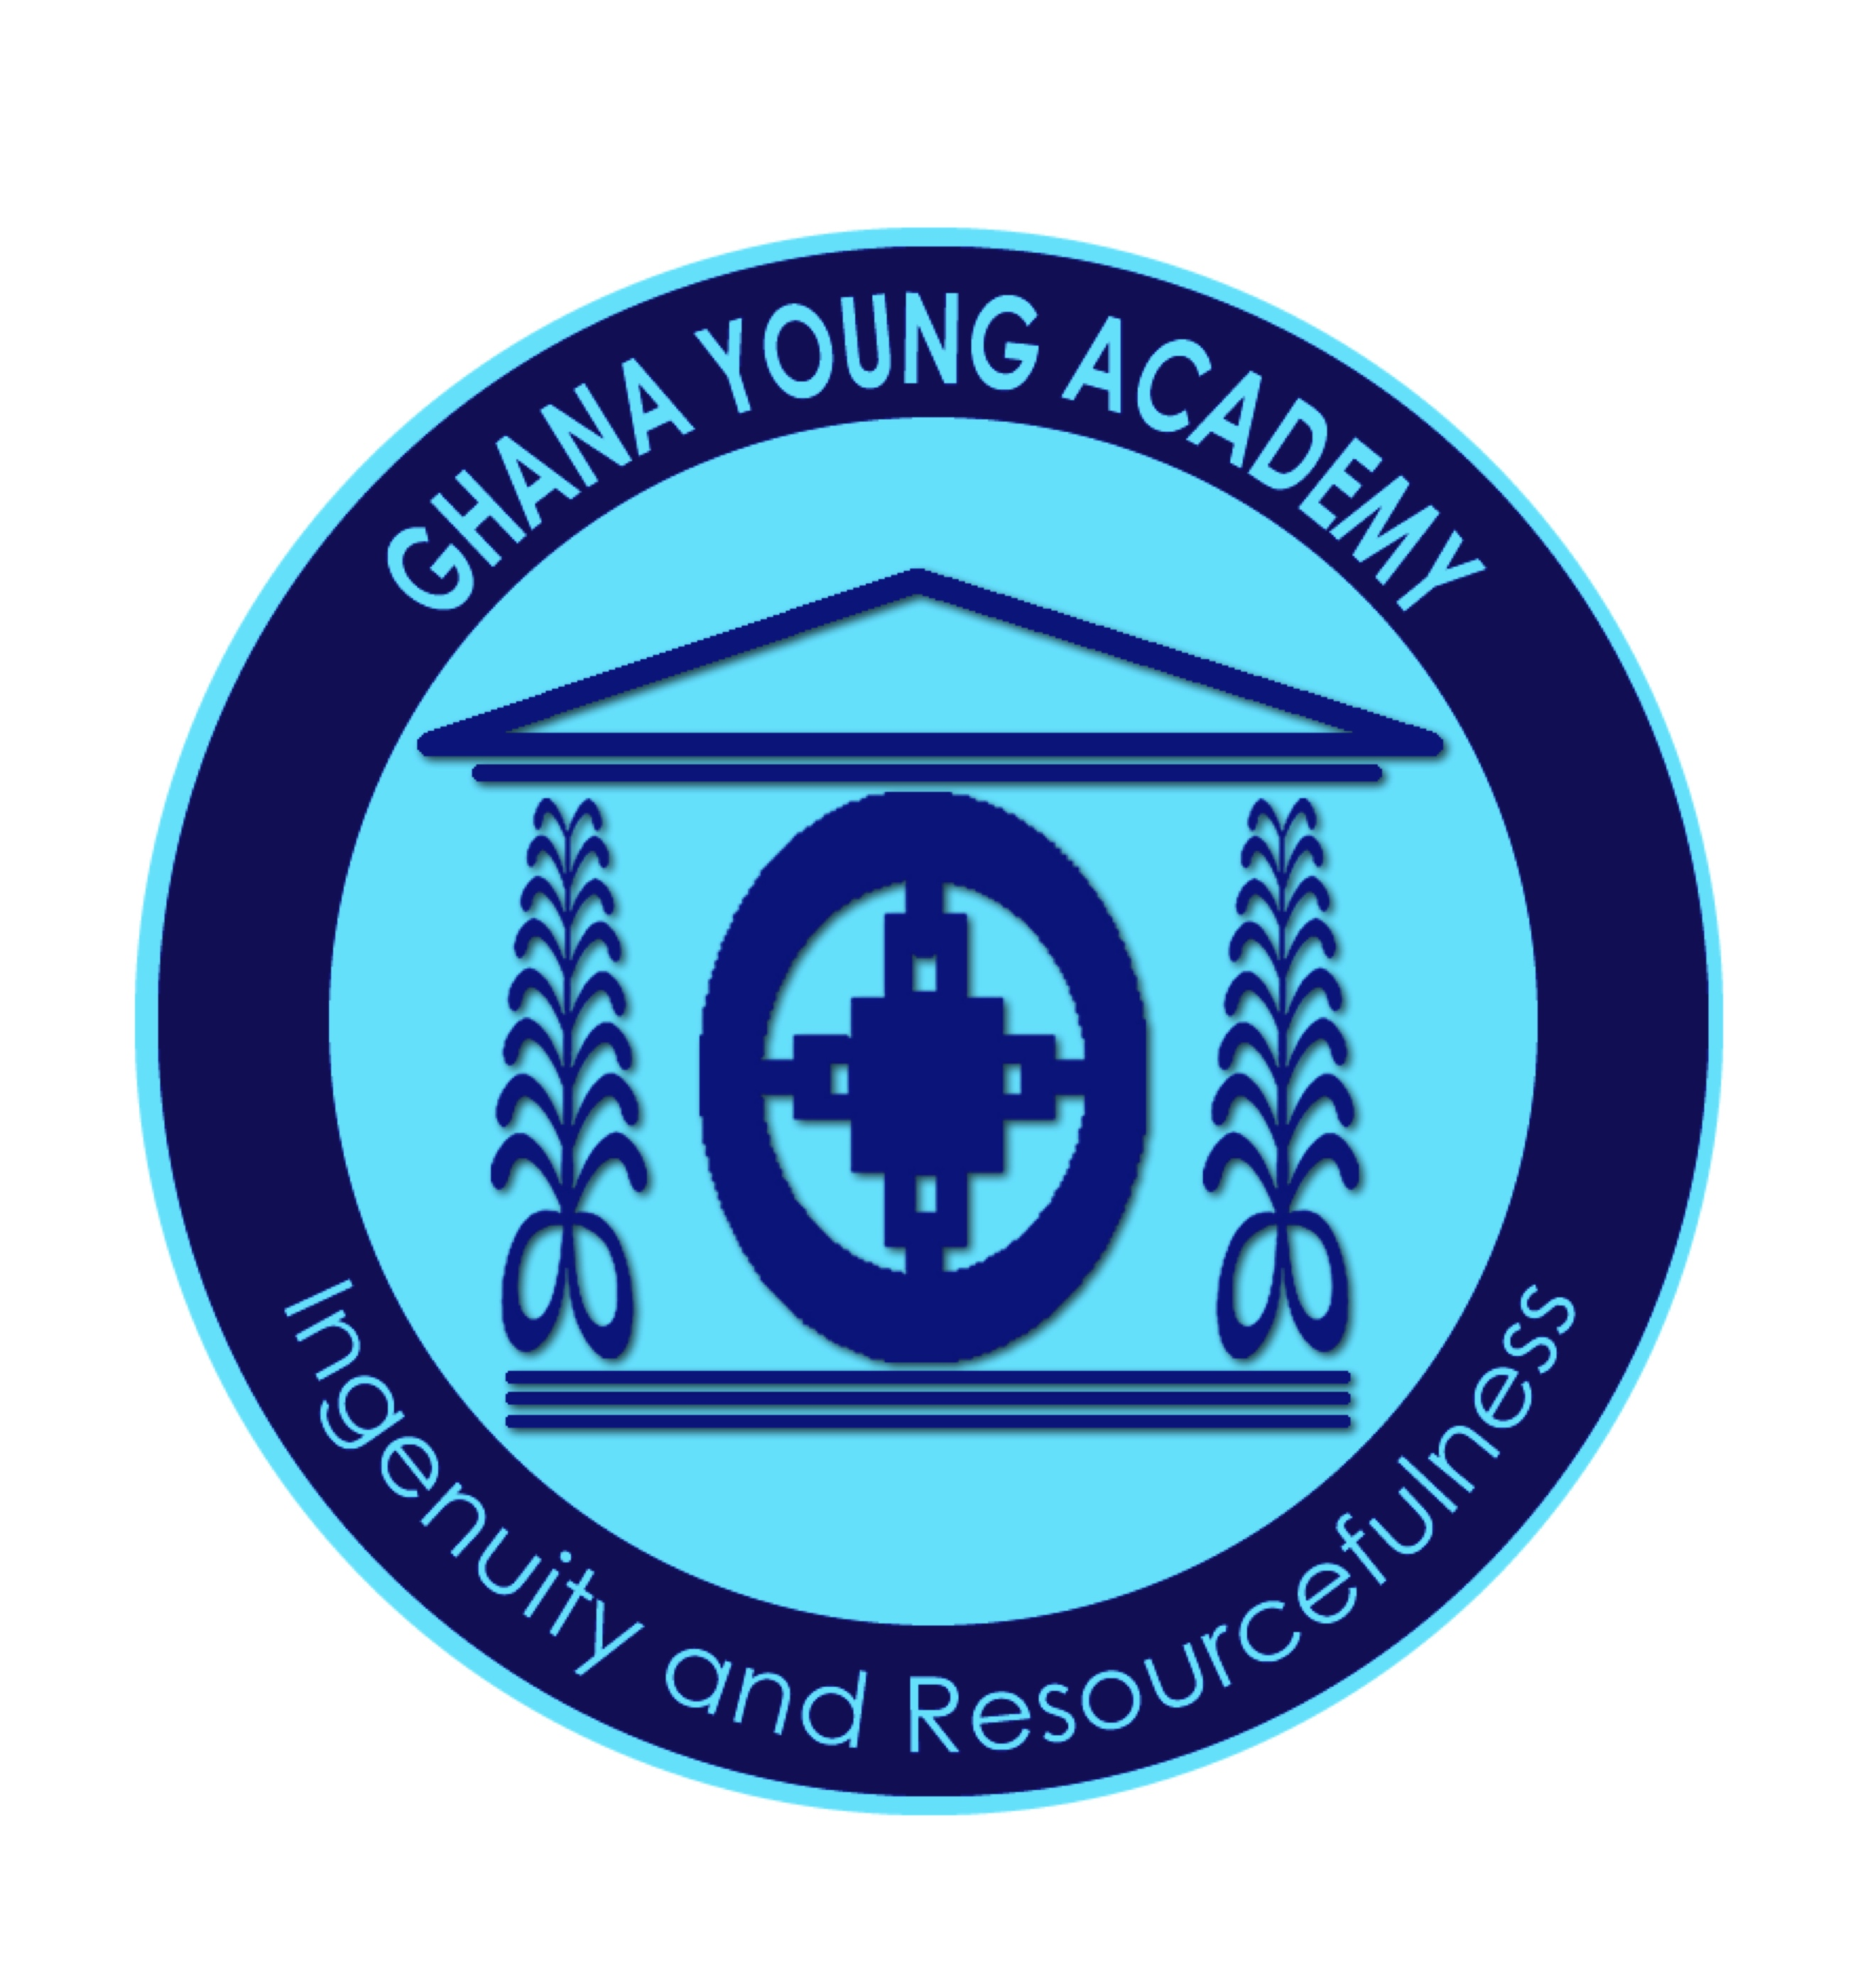 GHANA YOUNG ACADEMY
Ingenuity and Resourcefulness